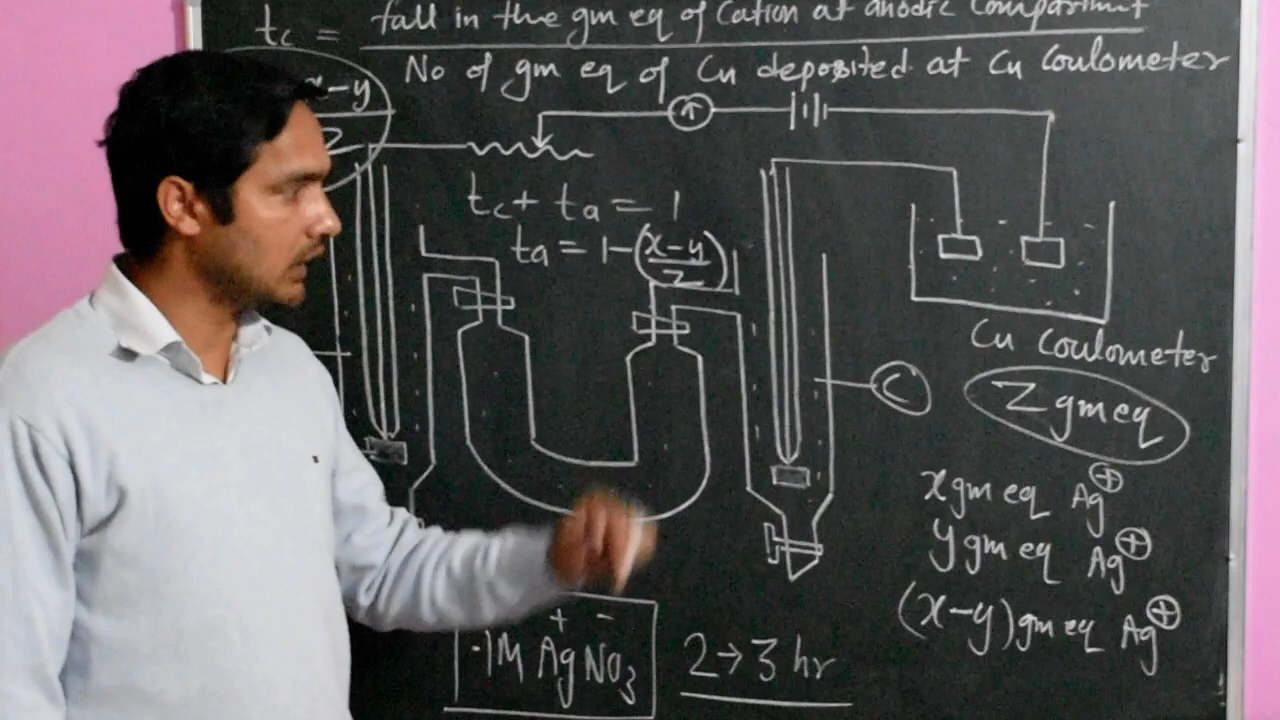 tc = fall in the gm eq of Cation at anodic Compartment
No of gm eq of Cu deposited at Cu Coulometer
x-y
z
tc + ta = 1
ta = 1-(x-y/z)
C
Cu Coulometer
Z gmeq
x gm eq Ag⊕
y gm eq Ag⊕
(x-y) gm eq Ag⊕
+ -
.1M AgNO3
2→3 hr